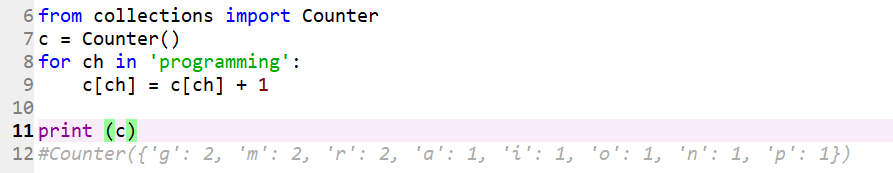 6 from collections import Counter
7 c = Counter()
8 for ch in 'programming':
9     c[ch] = c[ch] + 1
10
11 print (c)
12 #Counter({'g': 2, 'm': 2, 'r': 2, 'a': 1, 'i': 1, 'o': 1, 'n': 1, 'p': 1})